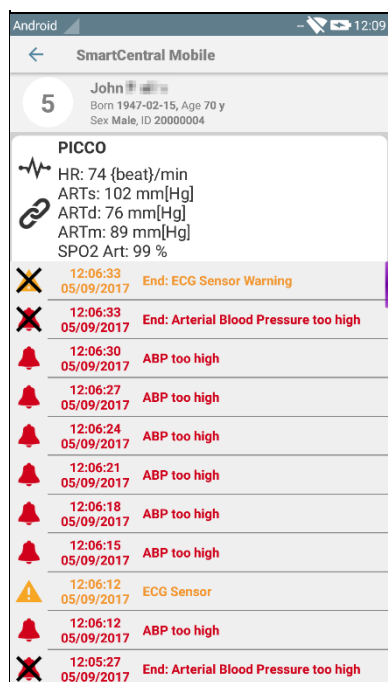 Android – 12:09
SmartCentral Mobile
5
John
Born 1947-02-15, Age 70 y
Sex Male, ID 20000004
PICCO
HR: 74 {beat}/min
ARTs: 102 mm[Hg]
ARTd: 76 mm[Hg]
ARTm: 89 mm[Hg]
SPO2 Art: 99 %
12:06:33
05/09/2017
End: ECG Sensor Warning
12:06:33
05/09/2017
End: Arterial Blood Pressure too high
12:06:30
05/09/2017
ABP too high
12:06:27
05/09/2017
ABP too high
12:06:24
05/09/2017
ABP too high
12:06:21
05/09/2017
ABP too high
12:06:18
05/09/2017
ABP too high
12:06:15
05/09/2017
ABP too high
12:06:12
05/09/2017
ECG Sensor
12:06:12
05/09/2017
ABP too high
12:05:27
05/09/2017
End: Arterial Blood Pressure too high